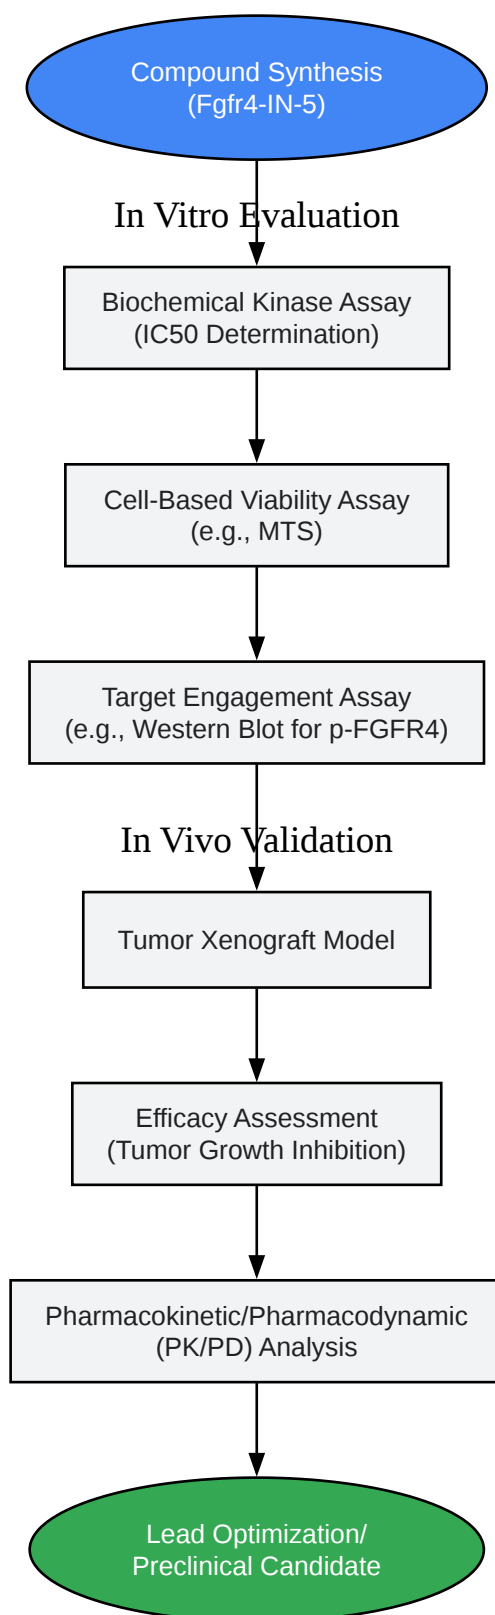 Compound Synthesis
(Fgfr4-IN-5)
In Vitro Evaluation
Biochemical Kinase Assay
(IC50 Determination)
Cell-Based Viability Assay
(e.g., MTS)
Target Engagement Assay
(e.g., Western Blot for p-FGFR4)
In Vivo Validation
Tumor Xenograft Model
Efficacy Assessment
(Tumor Growth Inhibition)
Pharmacokinetic/Pharmacodynamic
(PK/PD) Analysis
Lead Optimization/
Preclinical Candidate